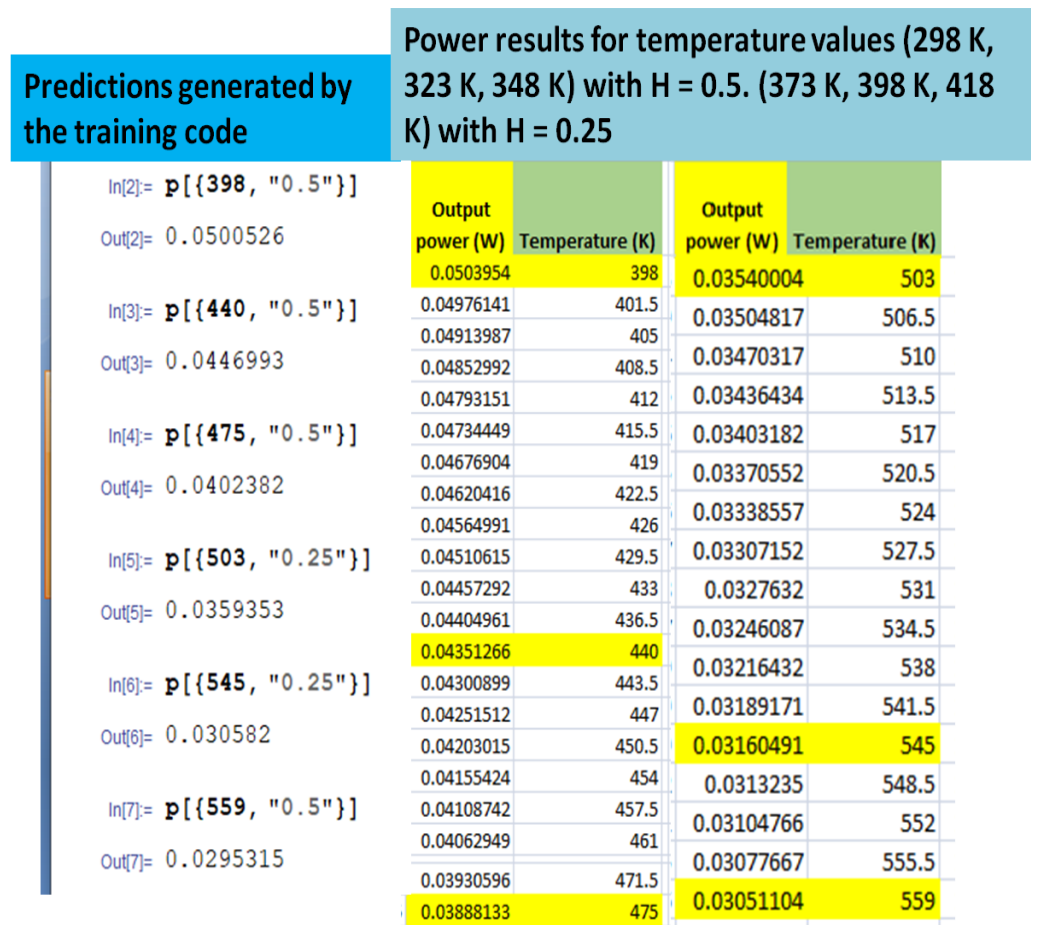 Predictions generated by
the training code
Power results for temperature values (298 K,
323 K, 348 K) with H = 0.5. (373 K, 398 K, 418
K) with H = 0.25
In[2]:= p[{398, "0.5"}]
Out[2]= 0.0500526
In[3]:= p[{440, "0.5"}]
Out[3]= 0.0446993
In[4]:= p[{475, "0.5"}]
Out[4]= 0.0402382
In[5]:= p[{503, "0.25"}]
Out[5]= 0.0359353
In[6]:= p[{545, "0.25"}]
Out[6]= 0.030582
In[7]:= p[{559, "0.5"}]
Out[7]= 0.0295315
Output
power (W) Temperature (K)
0.0503954 398
0.04976141 401.5
0.04913987 405
0.04852992 408.5
0.04793151 412
0.04734449 415.5
0.04676904 419
0.04620416 422.5
0.04564991 426
0.04510615 429.5
0.04457292 433
0.04404961 436.5
0.04351266 440
0.04300899 443.5
0.04251512 447
0.04203015 450.5
0.04155424 454
0.04108742 457.5
0.04062949 461
0.03930596 471.5
0.03888133 475
Output
power (W) Temperature (K)
0.03540004 503
0.03504817 506.5
0.03470317 510
0.03436434 513.5
0.03403182 517
0.03370552 520.5
0.03338557 524
0.03307152 527.5
0.0327632 531
0.03246087 534.5
0.03216432 538
0.03189171 541.5
0.03160491 545
0.0313235 548.5
0.03104766 552
0.03077667 555.5
0.03051104 559